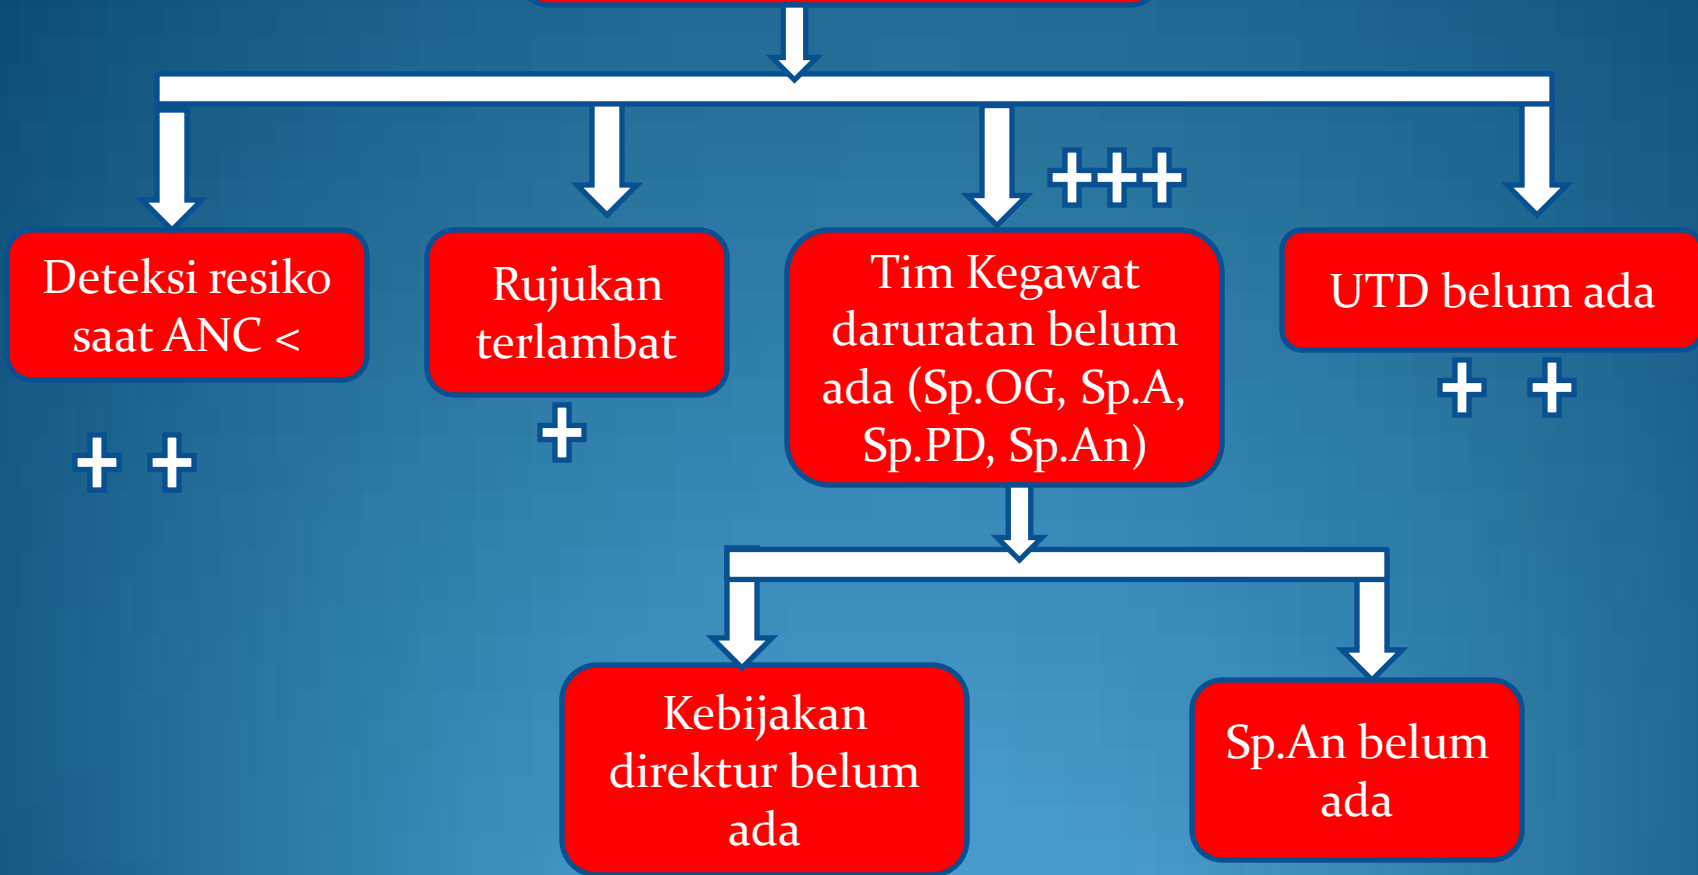 +++
Deteksi resiko
saat ANC <
Rujukan
terlambat
Tim Kegawat
daruratan belum
ada (Sp.OG, Sp.A,
Sp.PD, Sp.An)
UTD belum ada
+ +
+
+ +
Kebijakan
direktur belum
ada
Sp.An belum
ada